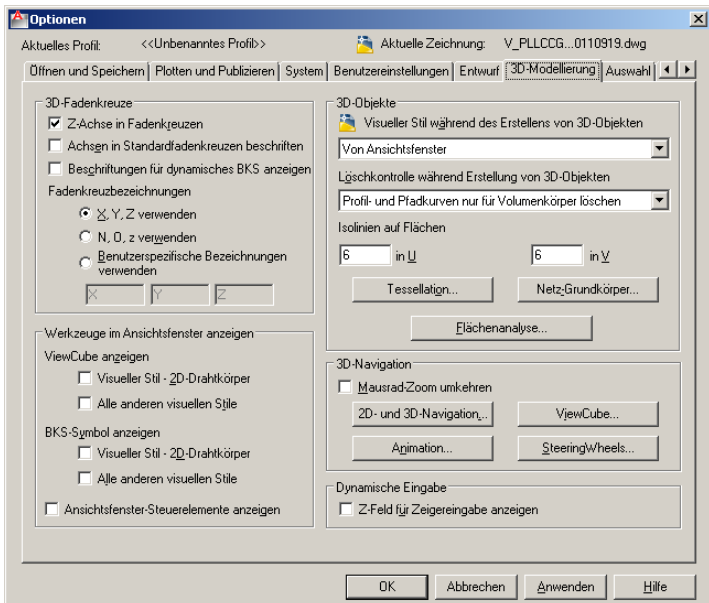 Optionen
Aktuelles Profil: <<Unbenanntes Profil>> Aktuelle Zeichnung: V_PLLCCG...0110919.dwg
Öffnen und Speichern Plotten und Publizieren System Benutzereinstellungen Entwurf 3D-Modellierung Auswahl
3D-Fadenkreuze
Z-Achse in Fadenkreuzen
Achsen in Standardfadenkreuzen beschriften
Beschriftungen für dynamisches BKS anzeigen
Fadenkreuzbezeichnungen
X, Y, Z verwenden
N, O, z verwenden
Benutzerspezifische Bezeichnungen
verwenden
X Y Z
Werkzeuge im Ansichtsfenster anzeigen
ViewCube anzeigen
Visueller Stil - 2D-Drahtkörper
Alle anderen visuellen Stile
BKS-Symbol anzeigen
Visueller Stil - 2D-Drahtkörper
Alle anderen visuellen Stile
Ansichtsfenster-Steuerelemente anzeigen
3D-Objekte
Visueller Stil während des Erstellens von 3D-Objekten
Von Ansichtsfenster
Löschkontrolle während Erstellung von 3D-Objekten
Profil- und Pfadkurven nur für Volumenkörper löschen
Isolinien auf Flächen
6 in U 6 in V
Tessellation... Netz-Grundkörper...
Flächenanalyse...
3D-Navigation
Mausrad-Zoom umkehren
2D- und 3D-Navigation... ViewCube...
Animation... SteeringWheels...
Dynamische Eingabe
Z-Feld für Zeigereingabe anzeigen
OK Abbrechen Anwenden Hilfe